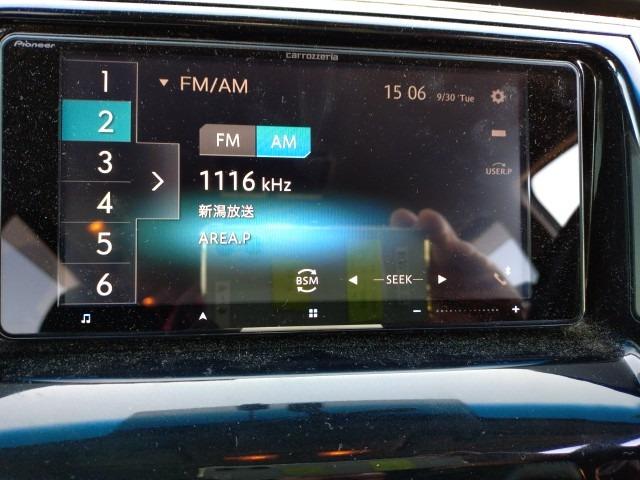 Pioneer
carrozzeria
1
2
3
4
5
6
▼ FM/AM
15 06 9/30 Tue
FM AM
USER.P
1116 kHz
新潟放送
AREA.P
BSM ◀ —SEEK— ▶
− +